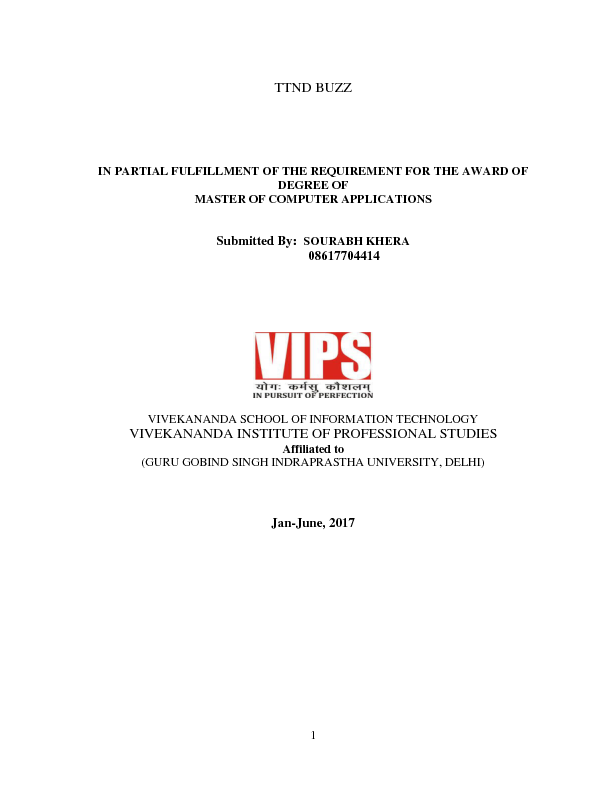 TTND BUZZ
IN PARTIAL FULFILLMENT OF THE REQUIREMENT FOR THE AWARD OF
DEGREE OF
MASTER OF COMPUTER APPLICATIONS
Submitted By: SOURABH KHERA
08617704414
VIPS
योगः कर्मसु कौशलम्
IN PURSUIT OF PERFECTION
VIVEKANANDA SCHOOL OF INFORMATION TECHNOLOGY
VIVEKANANDA INSTITUTE OF PROFESSIONAL STUDIES
Affiliated to
(GURU GOBIND SINGH INDRAPRASTHA UNIVERSITY, DELHI)
Jan-June, 2017
1